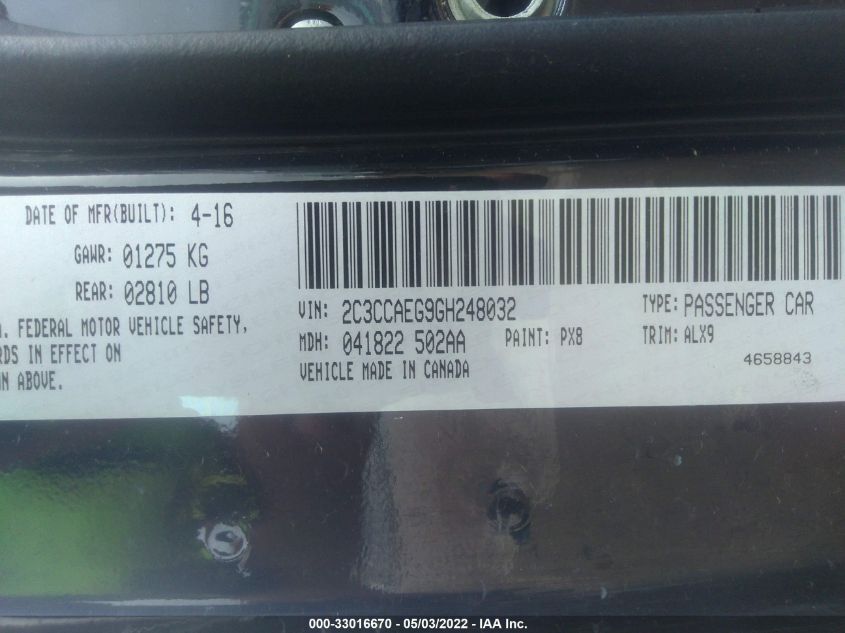 DATE OF MFR(BUILT): 4-16
GAWR: 01275 KG
REAR: 02810 LB
FEDERAL MOTOR VEHICLE SAFETY,
IN EFFECT ON
ABOVE.
VIN: 2C3CCAEG9GH248032 TYPE: PASSENGER CAR
MDH: 041822 502AA PAINT: PX8 TRIM: ALX9
VEHICLE MADE IN CANADA 4658843
000-33016670 - 05/03/2022 - IAA Inc.